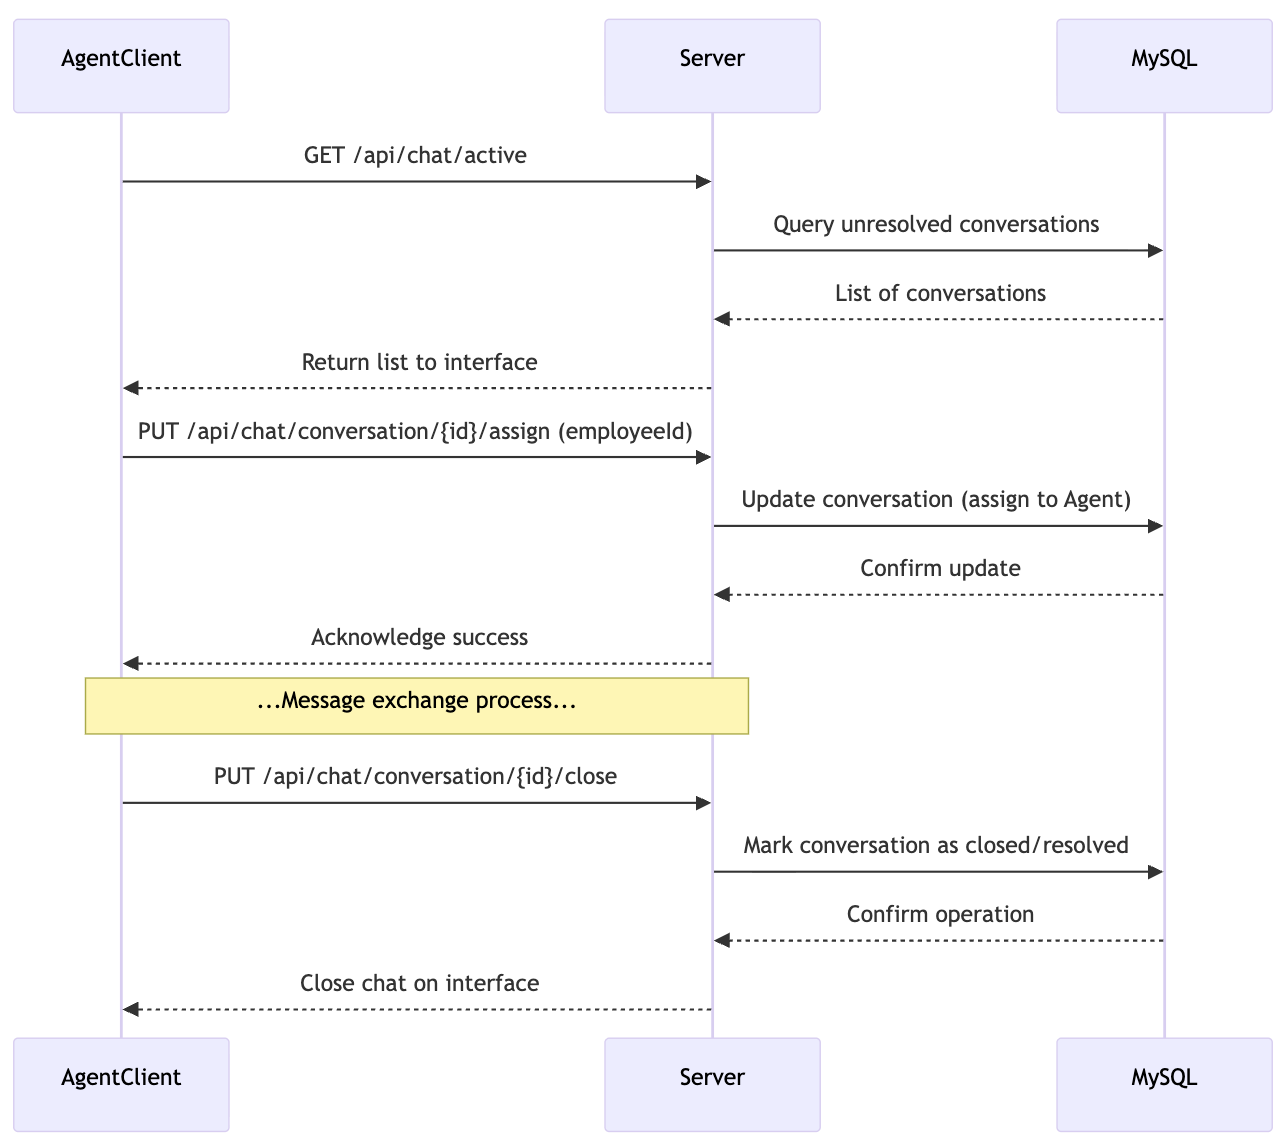 AgentClient
Server
MySQL
GET /api/chat/active
Query unresolved conversations
List of conversations
Return list to interface
PUT /api/chat/conversation/{id}/assign (employeeId)
Update conversation (assign to Agent)
Confirm update
Acknowledge success
...Message exchange process...
PUT /api/chat/conversation/{id}/close
Mark conversation as closed/resolved
Confirm operation
Close chat on interface
AgentClient
Server
MySQL